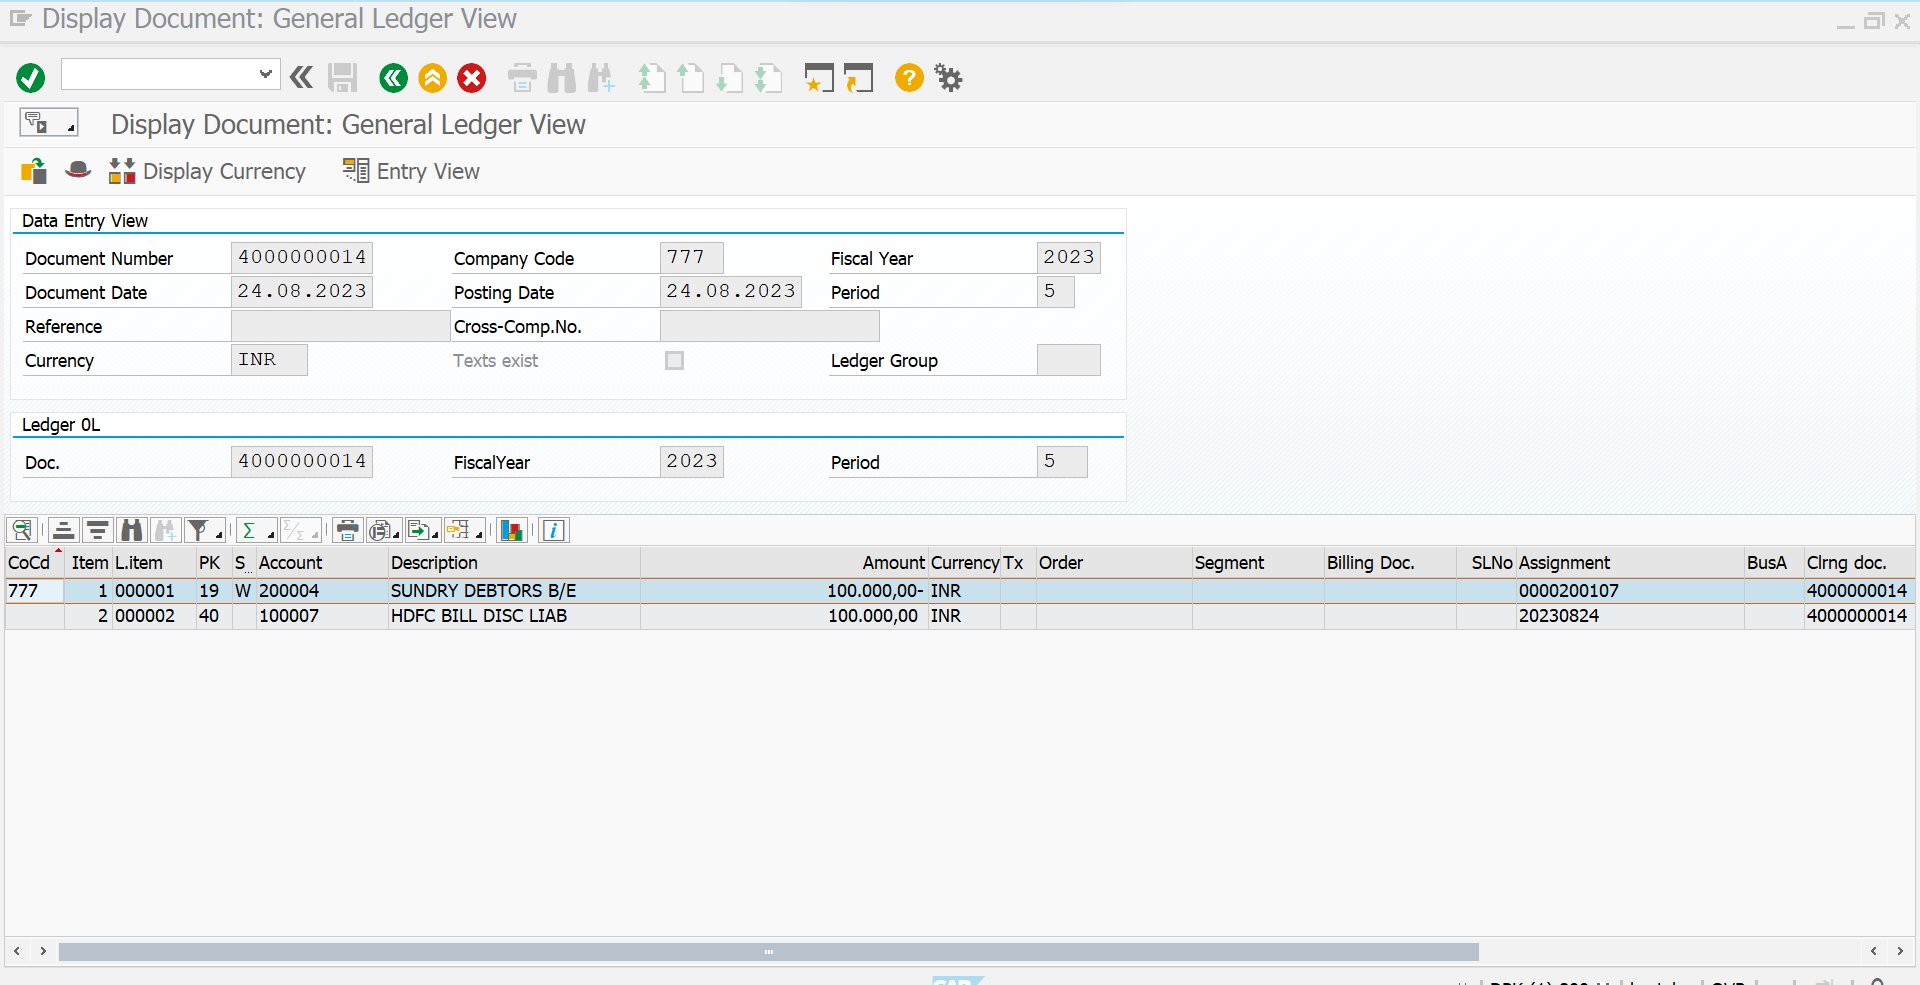 Display Document: General Ledger View
Display Document: General Ledger View
Display Currency Entry View
Data Entry View
Document Number 4000000014 Company Code 777 Fiscal Year 2023
Document Date 24.08.2023 Posting Date 24.08.2023 Period 5
Reference Cross-Comp.No.
Currency INR Texts exist Ledger Group
Ledger 0L
Doc. 4000000014 FiscalYear 2023 Period 5
CoCd Item L.item PK S.. Account Description Amount Currency Tx Order Segment Billing Doc. SLNo Assignment BusA Clrng doc.
777 1 000001 19 W 200004 SUNDRY DEBTORS B/E 100.000,00- INR 0000200107 4000000014
2 000002 40 100007 HDFC BILL DISC LIAB 100.000,00 INR 20230824 4000000014
SAP